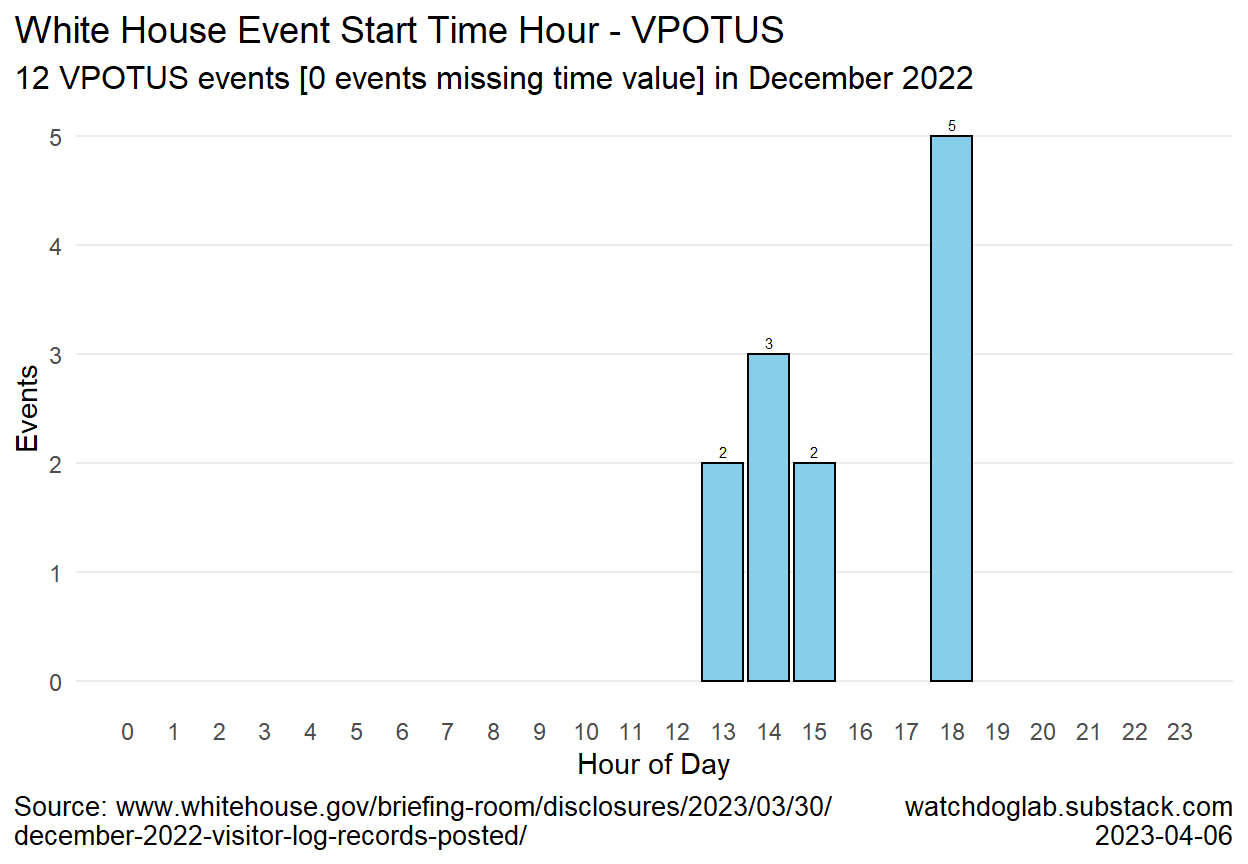 White House Event Start Time Hour - VPOTUS
12 VPOTUS events [0 events missing time value] in December 2022
5
4
3
2
1
0
Events
2
3
2
5
0 1 2 3 4 5 6 7 8 9 10 11 12 13 14 15 16 17 18 19 20 21 22 23
Hour of Day
Source: www.whitehouse.gov/briefing-room/disclosures/2023/03/30/
december-2022-visitor-log-records-posted/
watchdoglab.substack.com
2023-04-06